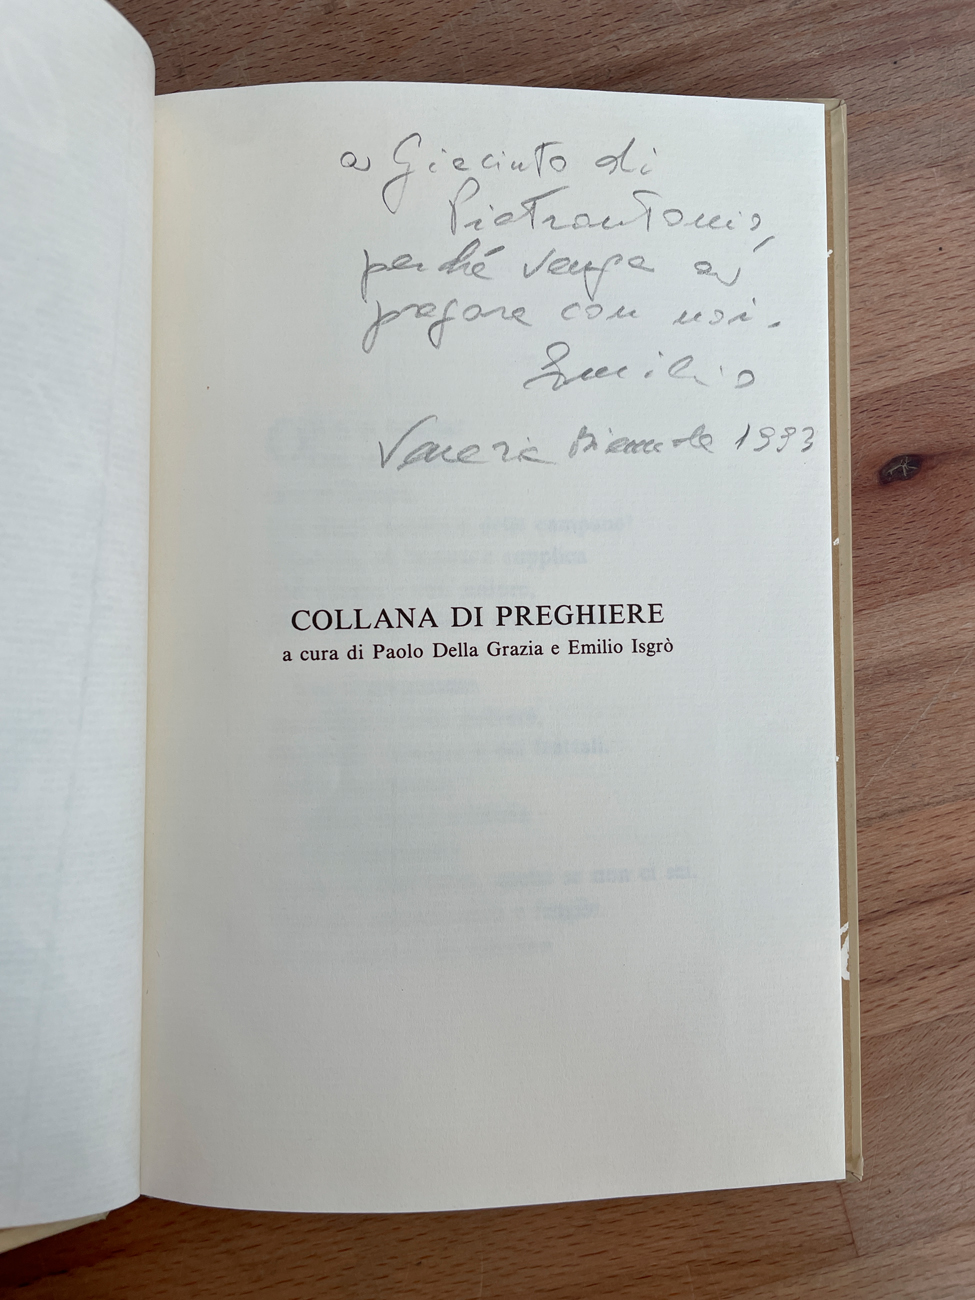 a Giacinto di
Pietrantonio,
perché venga a
pregare con noi.
Emilio
Venezia Biennale 1993
COLLANA DI PREGHIERE
a cura di Paolo Della Grazia e Emilio Isgrò